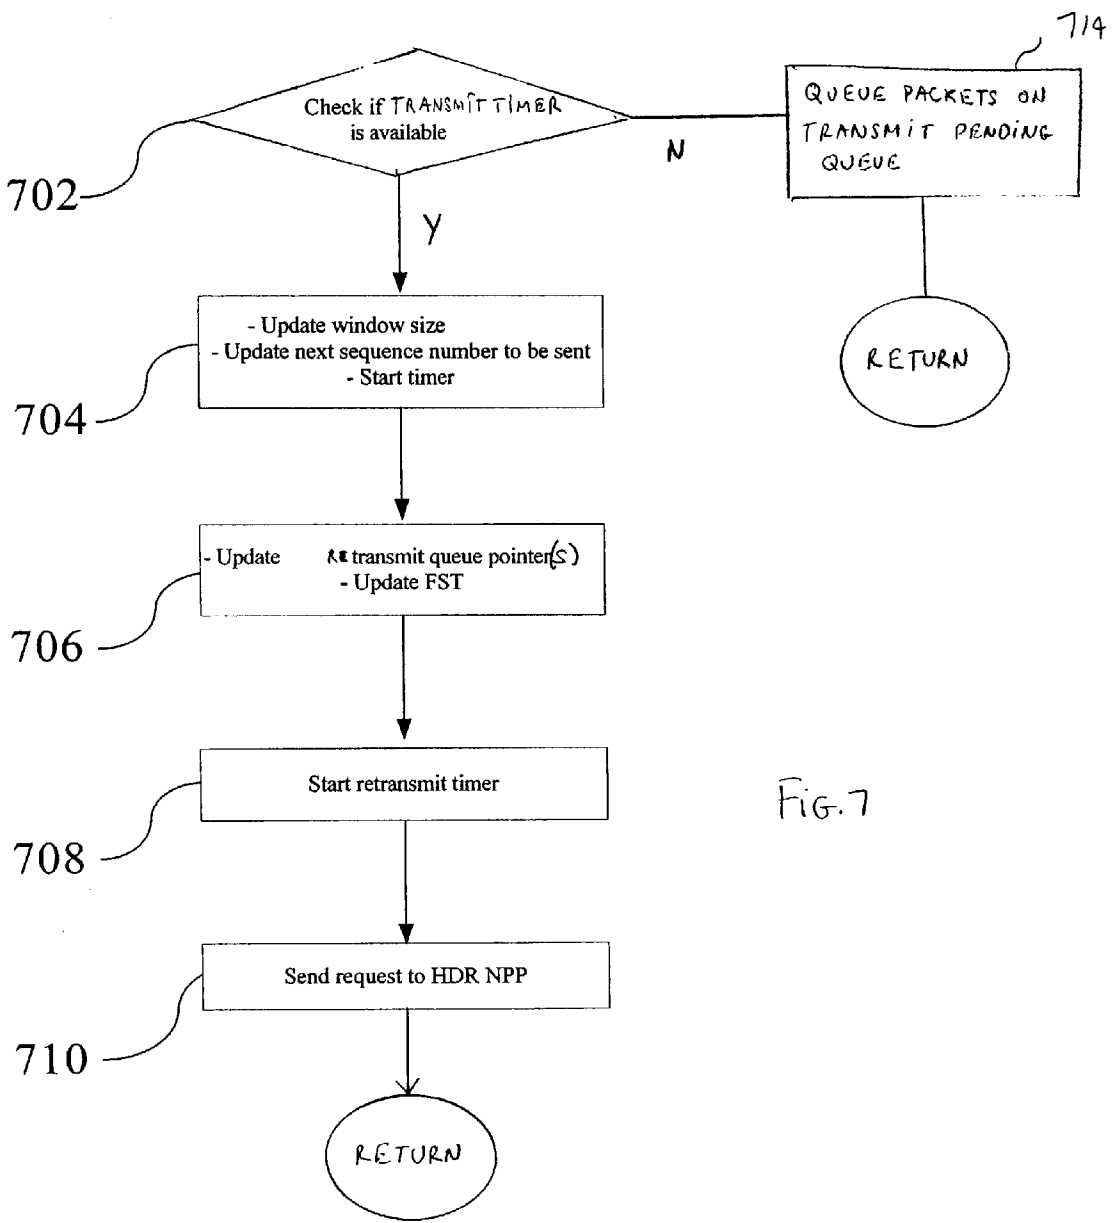 714
Check if TRANSMIT TIMER
is available
QUEUE PACKETS ON
TRANSMIT PENDING
QUEUE
N
702
Y
- Update window size
- Update next sequence number to be sent
- Start timer
704
RETURN
- Update REtransmit queue pointer(s)
- Update FST
706
Start retransmit timer
708
FiG.7
Send request to HDR NPP
710
RETURN